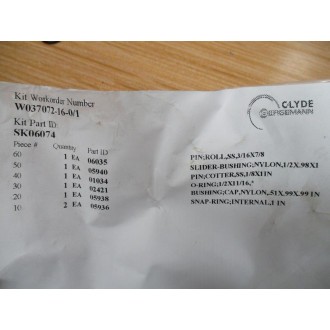 Kit Workorder Number
W037072-16-0/1
Kit Part ID
SK06074
CLYDE
BERGEMANN
Piece # Quantity Part ID
60 1 EA 06035 PIN;ROLL,SS,1/16X7/8
50 1 EA 05940 SLIDER-BUSHING;NYLON,1/2X.98X1
40 1 EA 01034 PIN;COTTER,SS,1/8X1IN
30 1 EA 02421 O-RING;1/2X11/16,*
20 1 EA 05938 BUSHING;CAP,NYLON,.51X.99X.99 IN
10 2 EA 05936 SNAP-RING;INTERNAL,1 IN